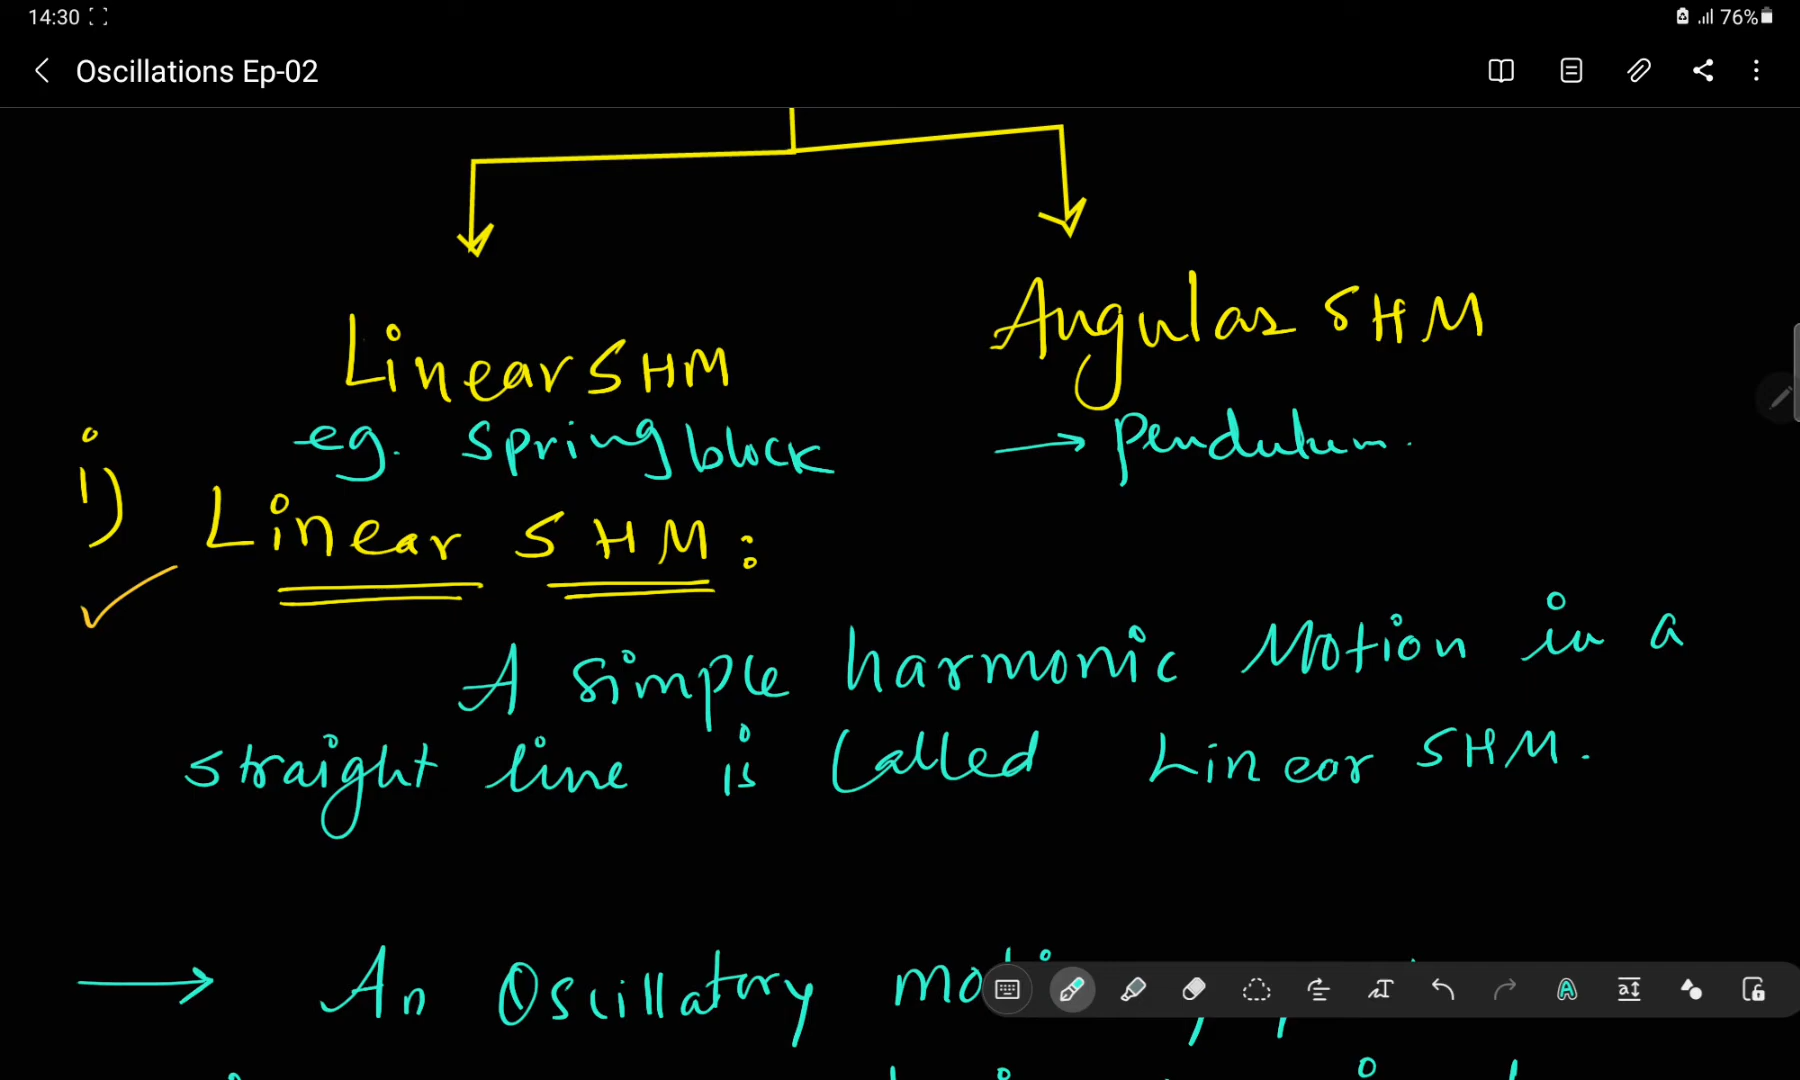 14:30 76%
Oscillations Ep-02
Linear SHM Angular SHM
eg. spring block → pendulum.
i) Linear SHM:
A simple harmonic Motion in a
straight line is called Linear SHM.
→ An Oscillatory